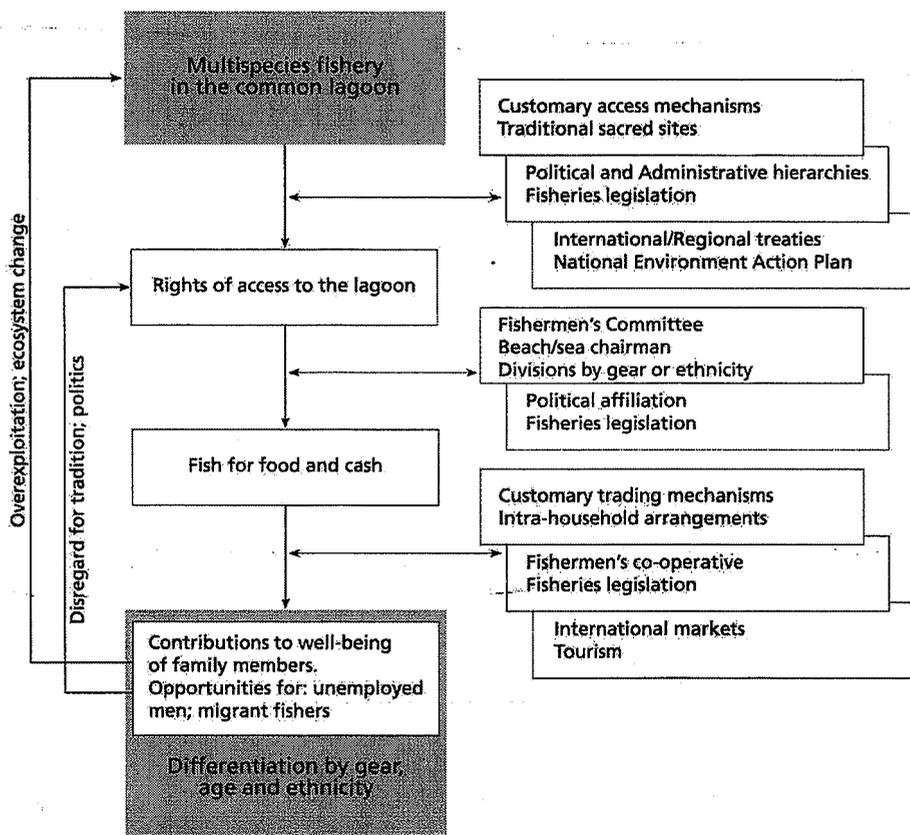 Multispecies fishery
in the common lagoon
Customary access mechanisms
Traditional sacred sites
Political and Administrative hierarchies
Fisheries legislation
International/Regional treaties
National Environment Action Plan
Rights of access to the lagoon
Fishermen's Committee
Beach/sea chairman
Divisions by gear or ethnicity
Political affiliation
Fisheries legislation
Fish for food and cash
Customary trading mechanisms
Intra-household arrangements
Fishermen's co-operative
Fisheries legislation
International markets
Tourism
Contributions to well-being
of family members.
Opportunities for: unemployed
men; migrant fishers
Differentiation by gear,
age and ethnicity
Overexploitation; ecosystem change
Disregard for tradition; politics